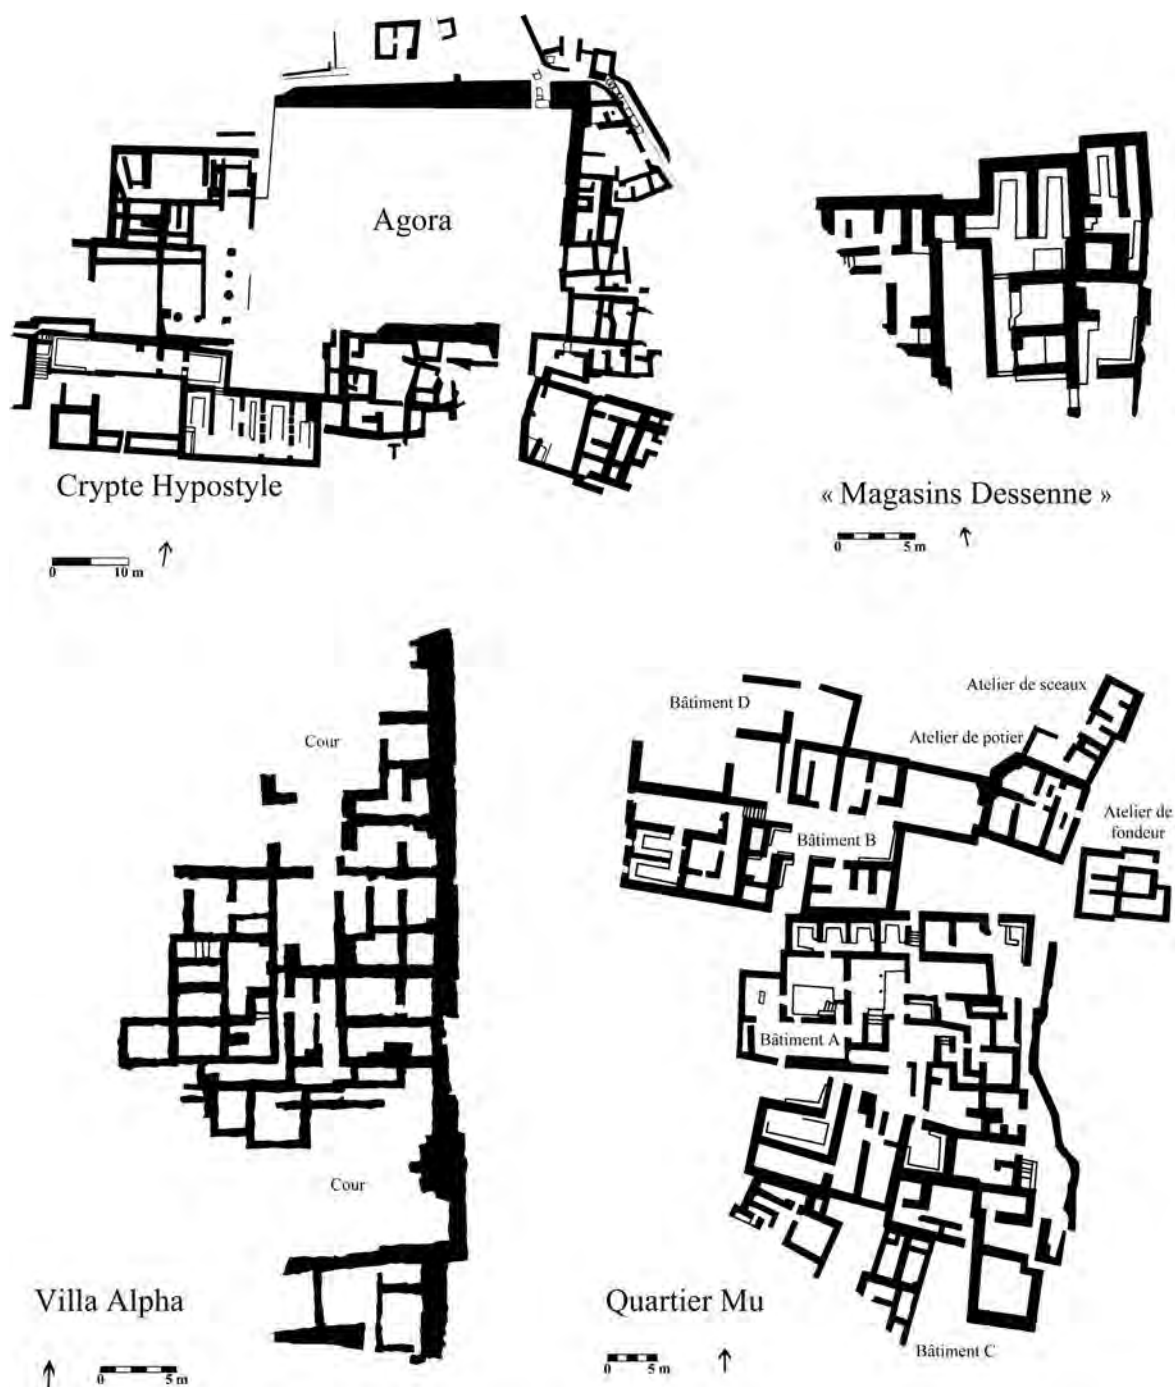 Agora
Crypte Hypostyle
0 10 m
« Magasins Dessenne »
0 5 m
Cour
Cour
Villa Alpha
0 5 m
Bâtiment D
Atelier de sceaux
Atelier de potier
Atelier de
fondeur
Bâtiment B
Bâtiment A
Quartier Mu
0 5 m
Bâtiment C